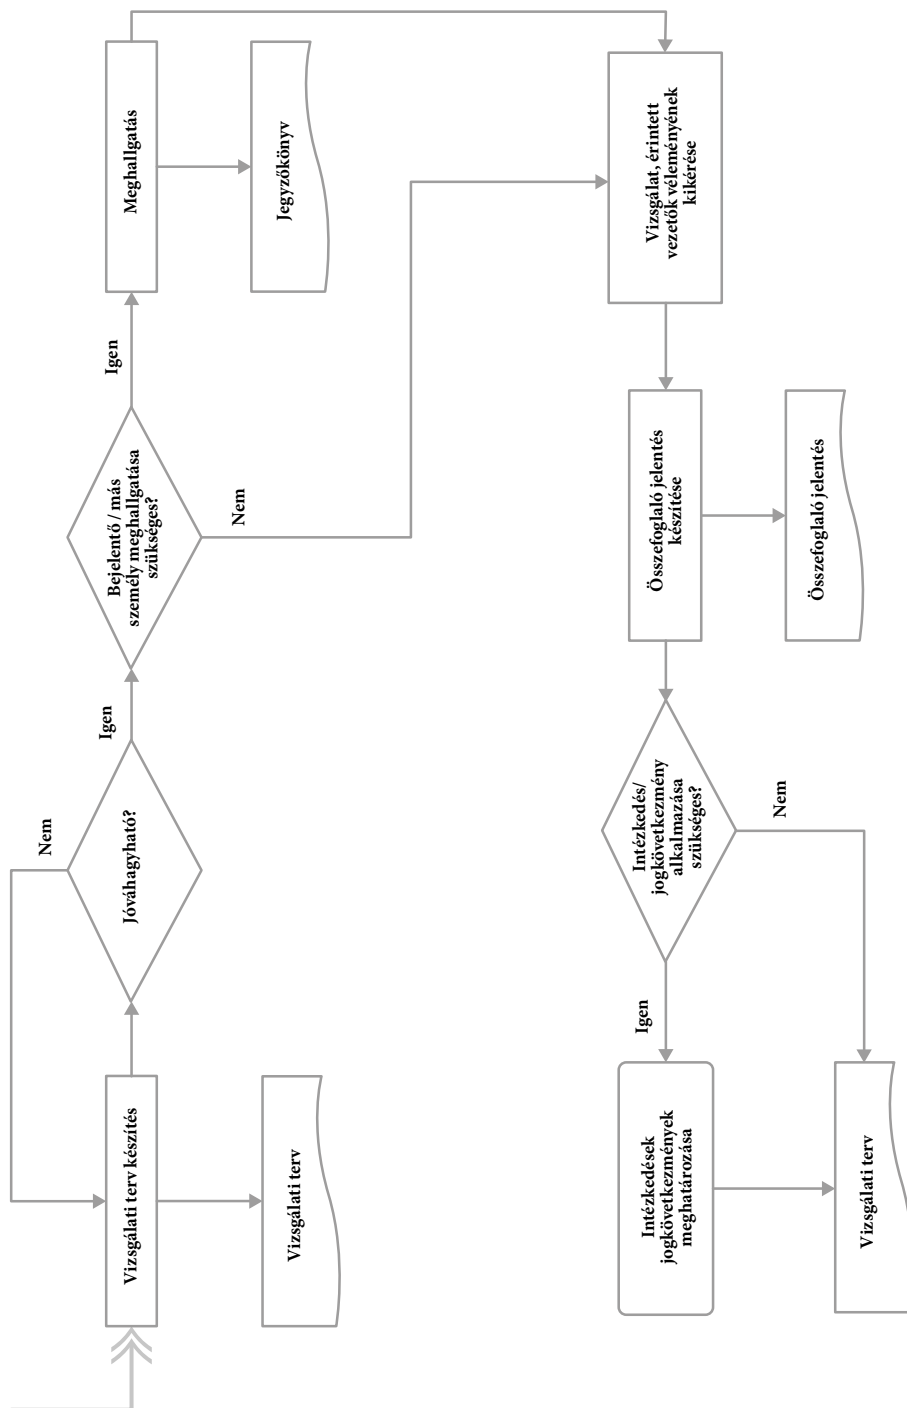 Vizsgálati terv készítés
Vizsgálati terv
Jóváhagyható?
Nem
Igen
Bejelentő / más
személy meghallgatása
szükséges?
Nem
Igen
Meghallgatás
Jegyzőkönyv
Vizsgálat, érintett
vezetők véleményének
kikérése
Összefoglaló jelentés
készítése
Összefoglaló jelentés
Intézkedés/
jogkövetkezmény
alkalmazása
szükséges?
Nem
Igen
Intézkedések
jogkövetkezmények
meghatározása
Vizsgálati terv